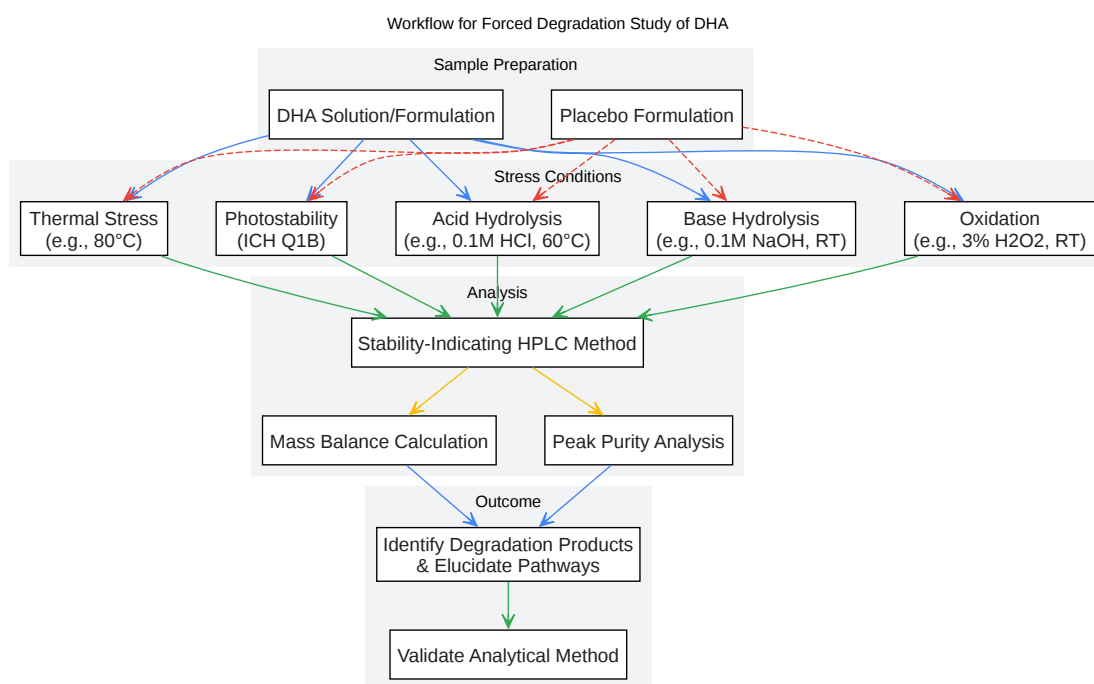 Workflow for Forced Degradation Study of DHA
Sample Preparation
DHA Solution/Formulation
Placebo Formulation
Stress Conditions
Thermal Stress
(e.g., 80°C)
Photostability
(ICH Q1B)
Acid Hydrolysis
(e.g., 0.1M HCl, 60°C)
Base Hydrolysis
(e.g., 0.1M NaOH, RT)
Oxidation
(e.g., 3% H2O2, RT)
Analysis
Stability-Indicating HPLC Method
Mass Balance Calculation
Peak Purity Analysis
Outcome
Identify Degradation Products
& Elucidate Pathways
Validate Analytical Method